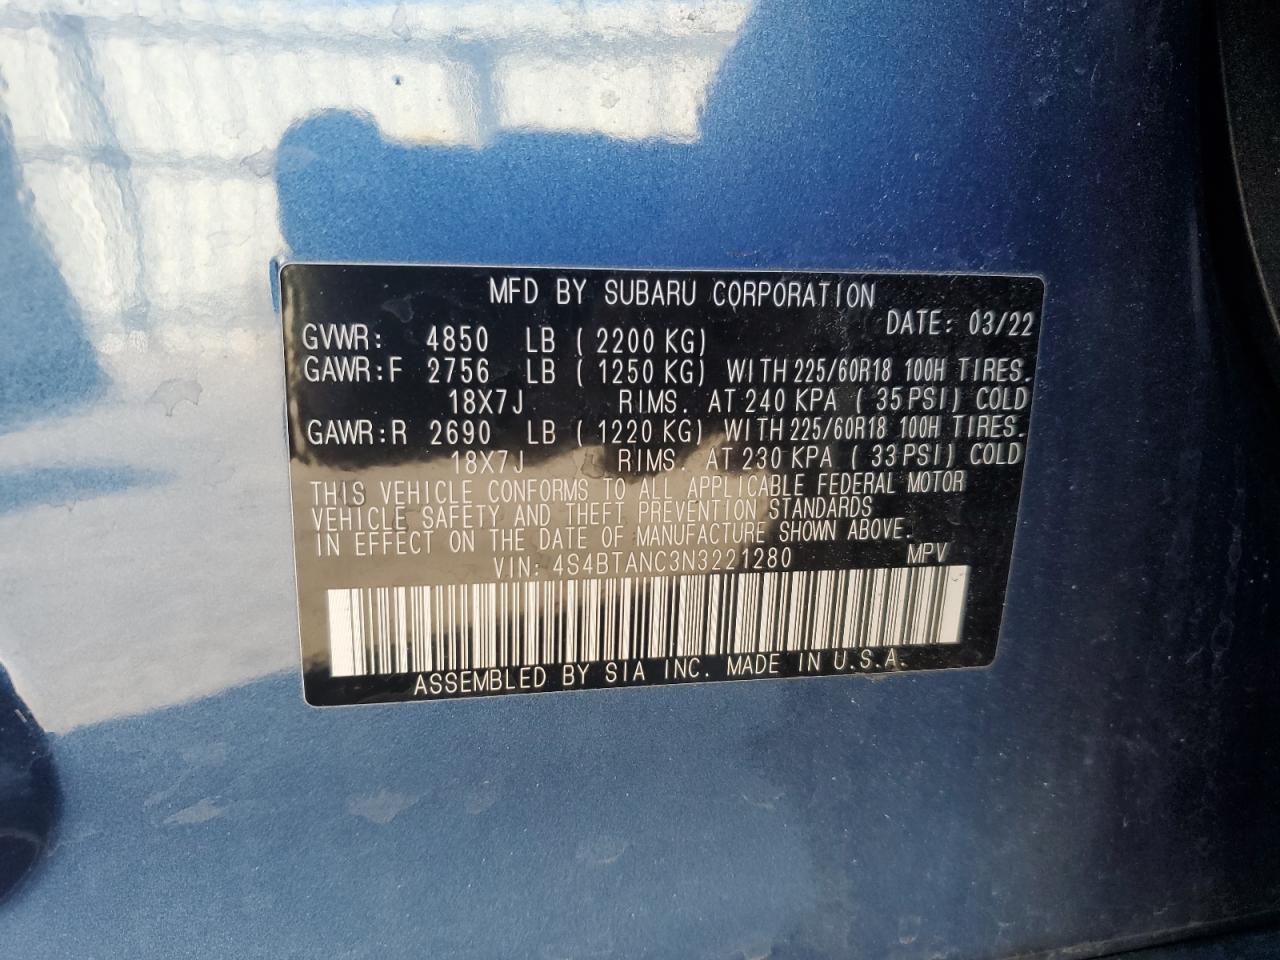 MFD BY SUBARU CORPORATION
DATE: 03/22
GVWR: 4850 LB ( 2200 KG)
GAWR:F 2756 LB ( 1250 KG) WITH 225/60R18 100H TIRES.
18X7J RIMS. AT 240 KPA ( 35 PSI) COLD
GAWR:R 2690 LB ( 1220 KG) WITH 225/60R18 100H TIRES.
18X7J RIMS. AT 230 KPA ( 33 PSI) COLD
THIS VEHICLE CONFORMS TO ALL APPLICABLE FEDERAL MOTOR
VEHICLE SAFETY AND THEFT PREVENTION STANDARDS
IN EFFECT ON THE DATE OF MANUFACTURE SHOWN ABOVE.
VIN: 4S4BTANC3N3221280 MPV
ASSEMBLED BY SIA INC. MADE IN U.S.A.